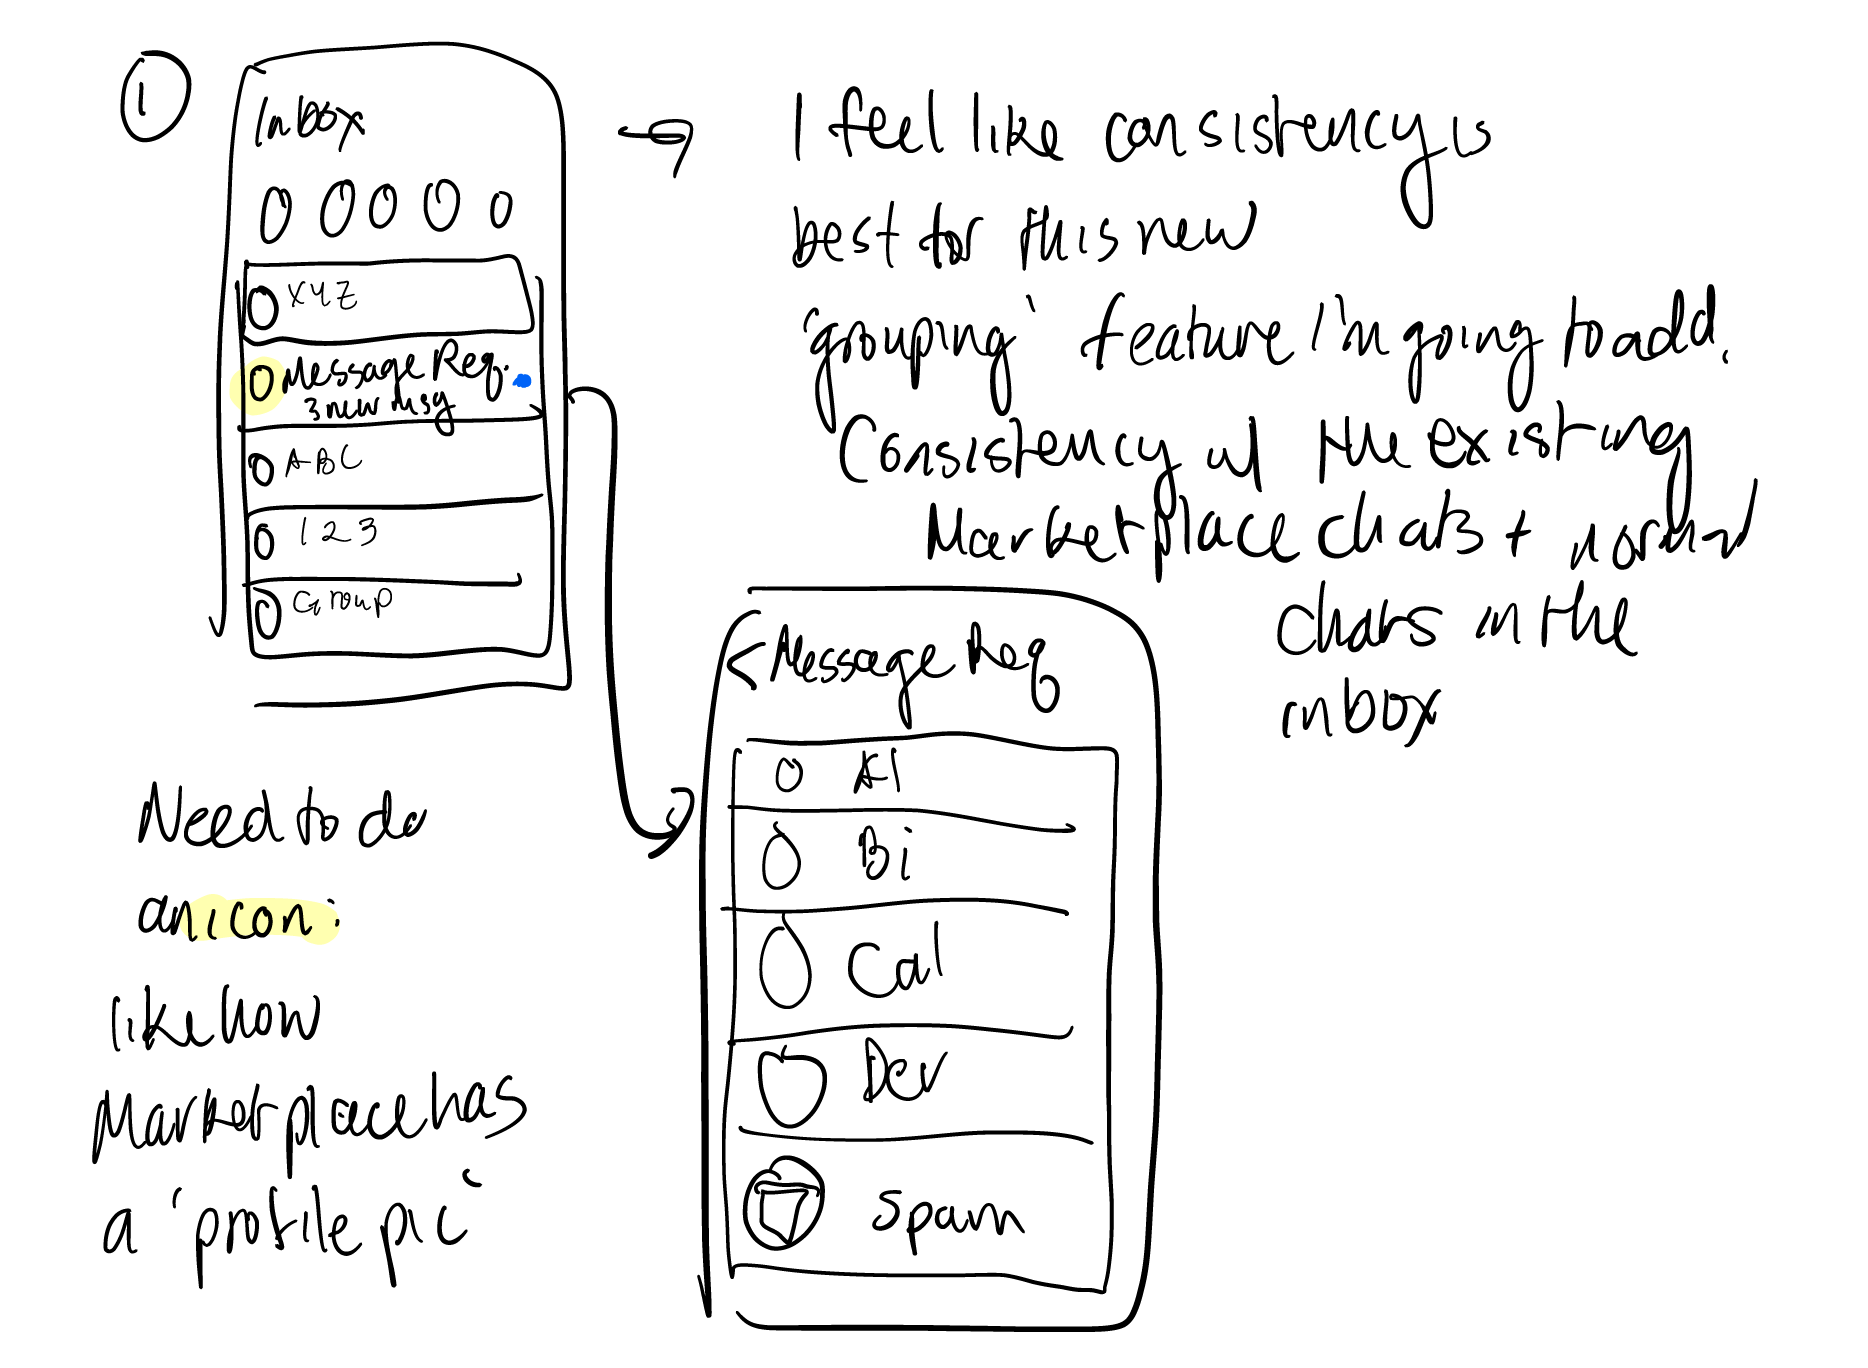 1
Inbox
XYZ
Message Req.
3 new msg
ABC
123
Group
I feel like consistency is
best for this new
'grouping' feature I'm going to add.
Consistency w/ the existing
Marketplace chats + normal
chats in the
inbox
< Message Req
Al
Bi
Cal
Dev
Spam
Need to do
an icon:
like how
Marketplace has
a 'profile pic'